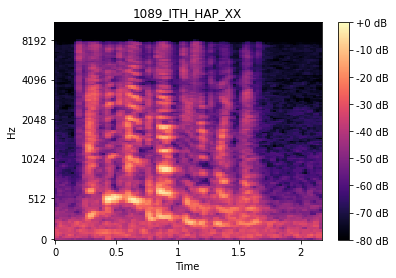 1089_ITH_HAP_XX
8192
4096
2048
1024
512
0
Hz
0
0.5
1
1.5
2
Time
+0 dB
-10 dB
-20 dB
-30 dB
-40 dB
-50 dB
-60 dB
-70 dB
-80 dB